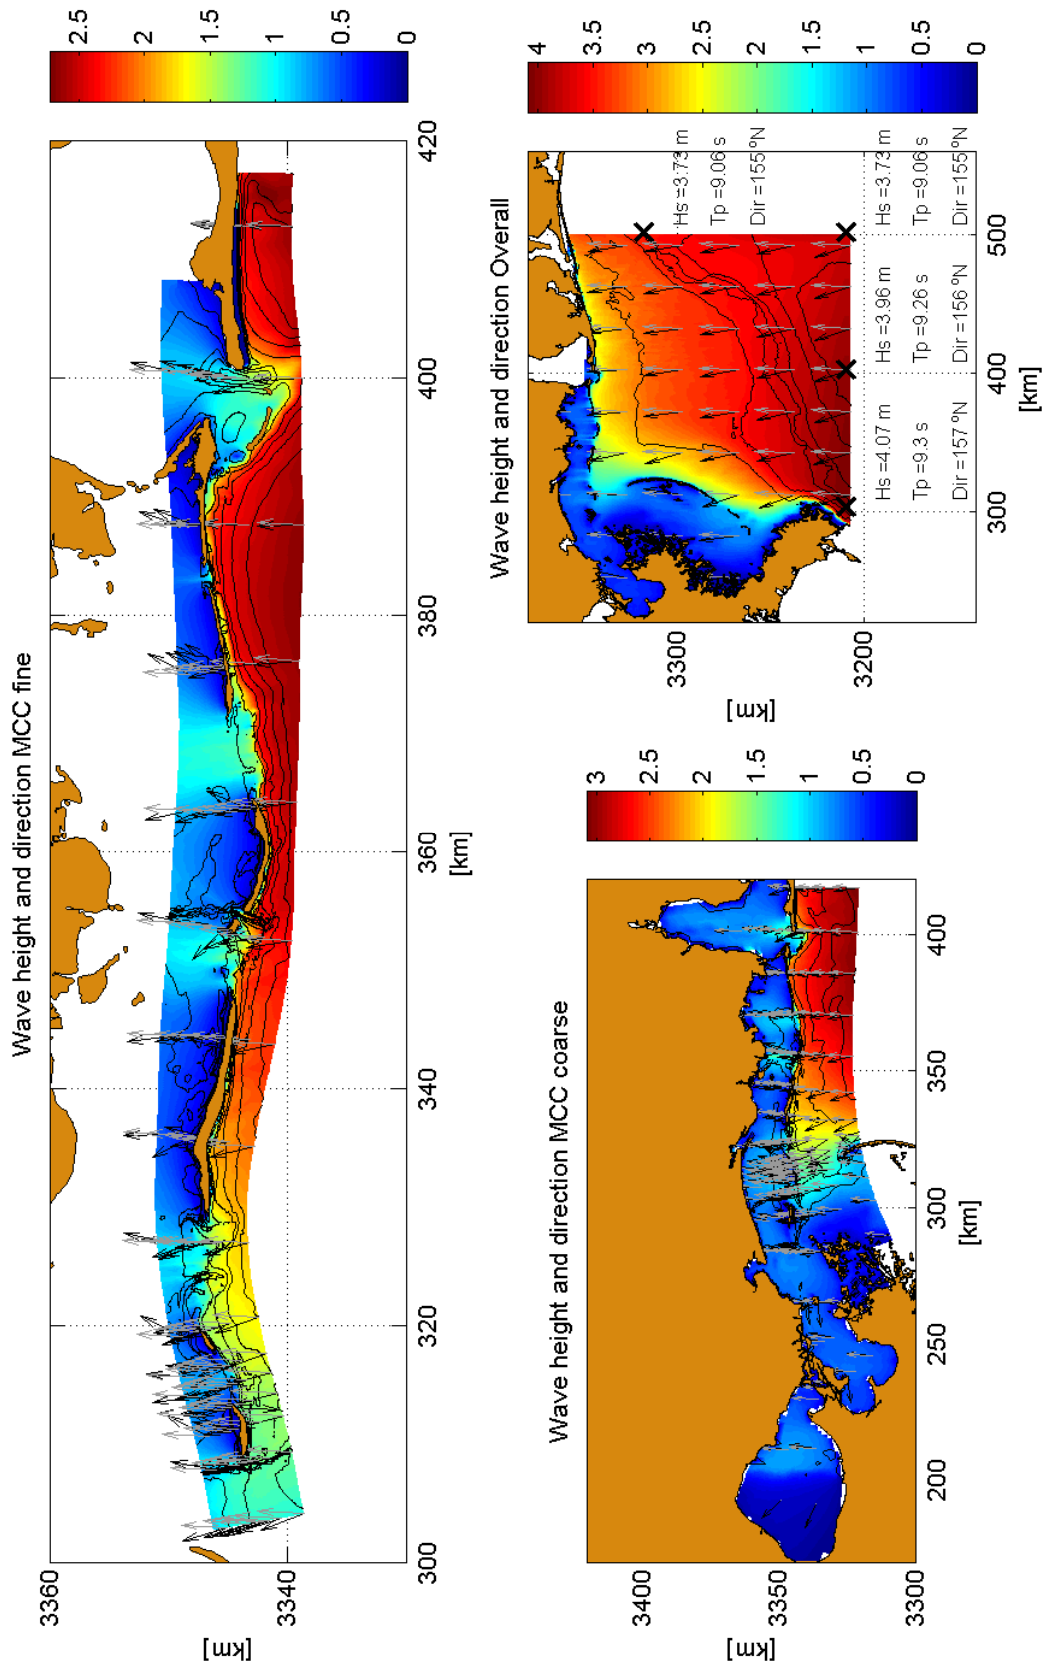 Wave height and direction MCC fine
3360
3340
[km]
300
320
340
360
380
400
420
[km]
2.5
2
1.5
1
0.5
0
Wave height and direction MCC coarse
3400
3350
3300
[km]
200
250
300
350
400
[km]
3
2.5
2
1.5
1
0.5
0
Wave height and direction Overall
3300
3200
[km]
300
400
500
[km]
Hs =3.73 m
Tp =9.06 s
Dir =155 ºN
Hs =4.07 m
Tp =9.3 s
Dir =157 ºN
Hs =3.96 m
Tp =9.26 s
Dir =156 ºN
Hs =3.73 m
Tp =9.06 s
Dir =155 ºN
4
3.5
3
2.5
2
1.5
1
0.5
0